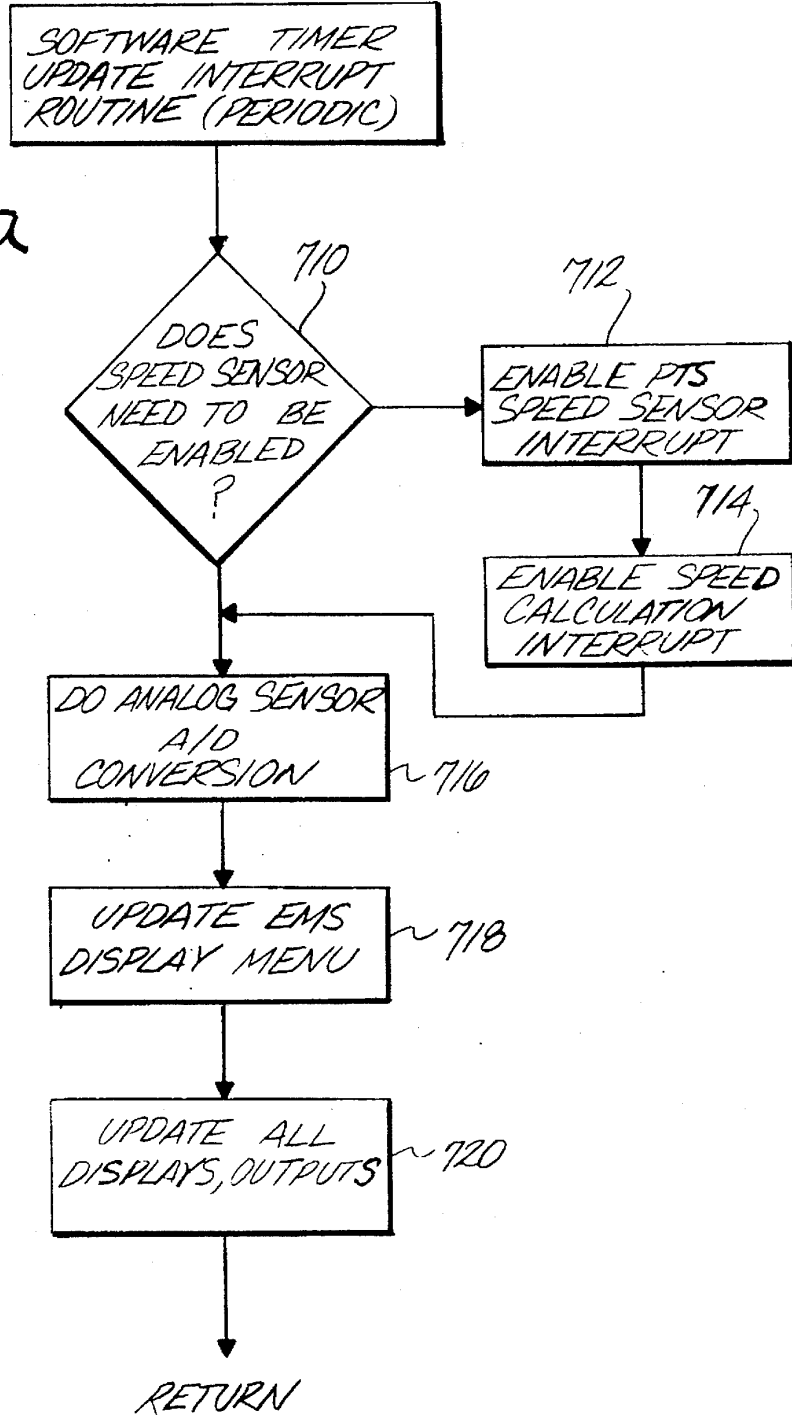 SOFTWARE TIMER
UPDATE INTERRUPT
ROUTINE (PERIODIC)
710
DOES
SPEED SENSOR
NEED TO BE
ENABLED
?
712
ENABLE PTS
SPEED SENSOR
INTERRUPT
714
ENABLE SPEED
CALCULATION
INTERRUPT
DO ANALOG SENSOR
A/D
CONVERSION
716
UPDATE EMS
DISPLAY MENU
718
UPDATE ALL
DISPLAYS, OUTPUTS
720
RETURN